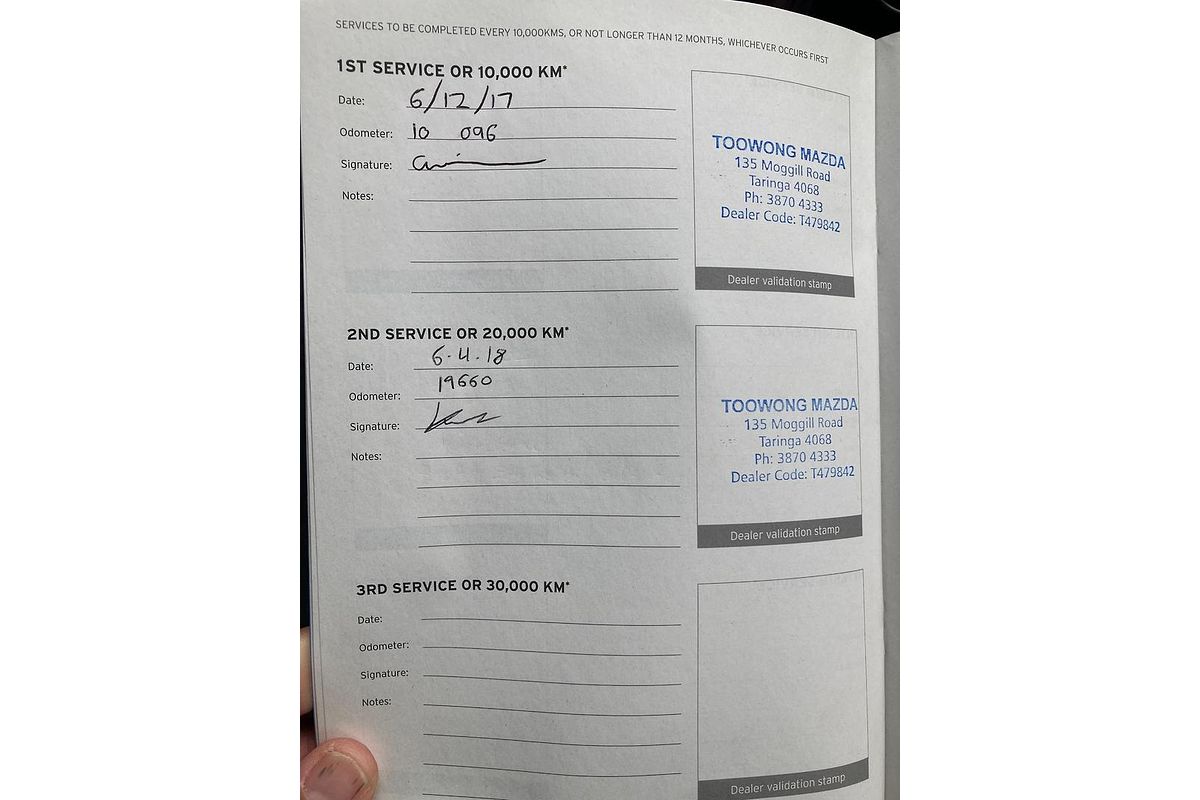 SERVICES TO BE COMPLETED EVERY 10,000KMS, OR NOT LONGER THAN 12 MONTHS, WHICHEVER OCCURS FIRST
1ST SERVICE OR 10,000 KM*
Date: 6/12/17
Odometer: 10 096
Signature:
Notes:
TOOWONG MAZDA
135 Moggill Road
Taringa 4068
Ph: 3870 4333
Dealer Code: T479842
Dealer validation stamp
2ND SERVICE OR 20,000 KM*
Date: 6.4.18
Odometer: 19660
Signature:
Notes:
TOOWONG MAZDA
135 Moggill Road
Taringa 4068
Ph: 3870 4333
Dealer Code: T479842
Dealer validation stamp
3RD SERVICE OR 30,000 KM*
Date:
Odometer:
Signature:
Notes:
Dealer validation stamp